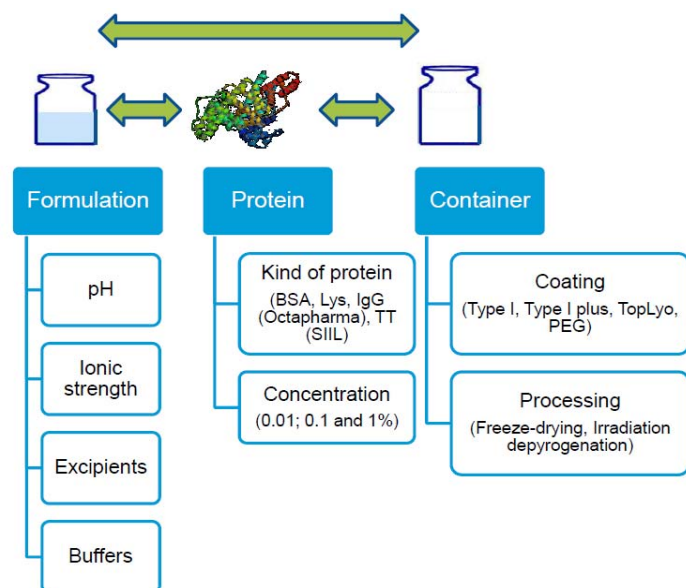 Formulation
pH
Ionic
strength
Excipients
Buffers
Protein
Kind of protein
(BSA, Lys, IgG
(Octapharma), TT
(SIIL)
Concentration
(0.01; 0.1 and 1%)
Container
Coating
(Type I, Type I plus, TopLyo,
PEG)
Processing
(Freeze-drying, Irradiation
depyrogenation)